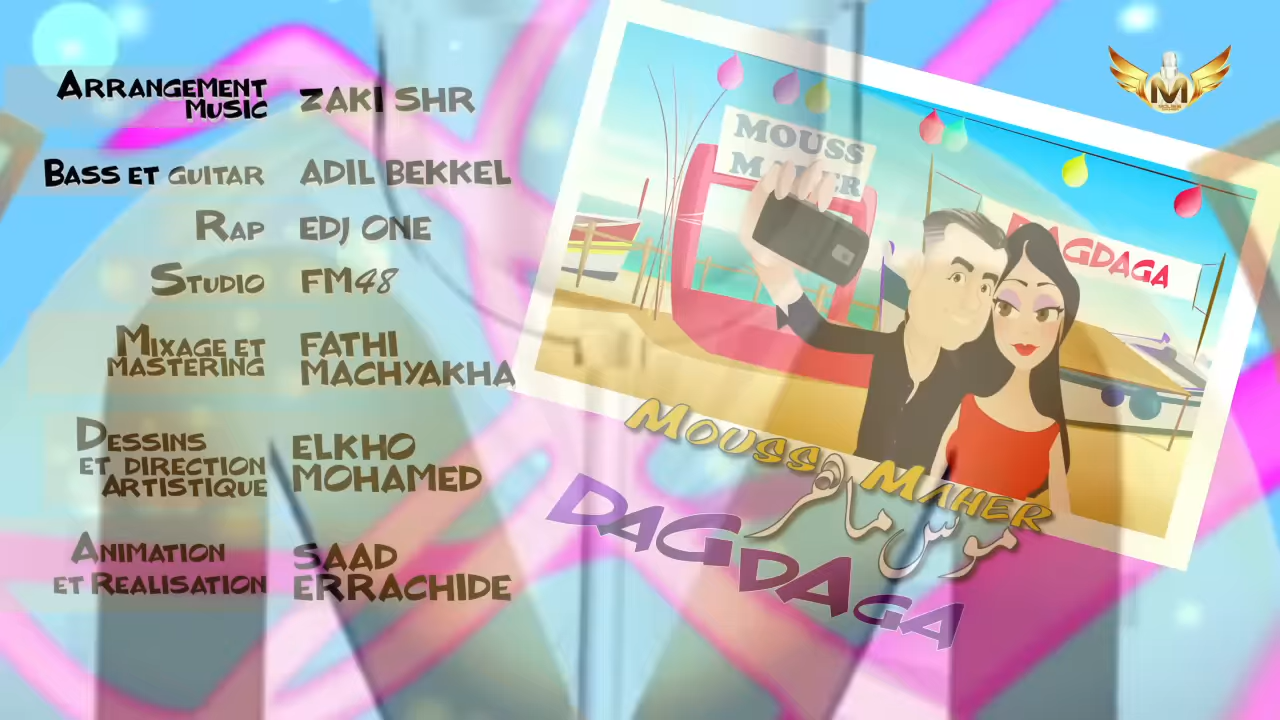 ARRANGEMENT
MUSIC
ZAKI SHR
BASS ET GUITAR
ADIL BEKKEL
RAP
EDJ ONE
STUDIO
FM48
MIXAGE ET
MASTERING
FATHI
MACHYAKHA
DESSINS
ET DIRECTION
ARTISTIQUE
ELKHO
MOHAMED
ANIMATION
ET REALISATION
SAAD
ERRACHIDE
MOUSS
MAHER
DAGDAGA
MOUSS MAHER
موس ماهر
DAGDAGA
M